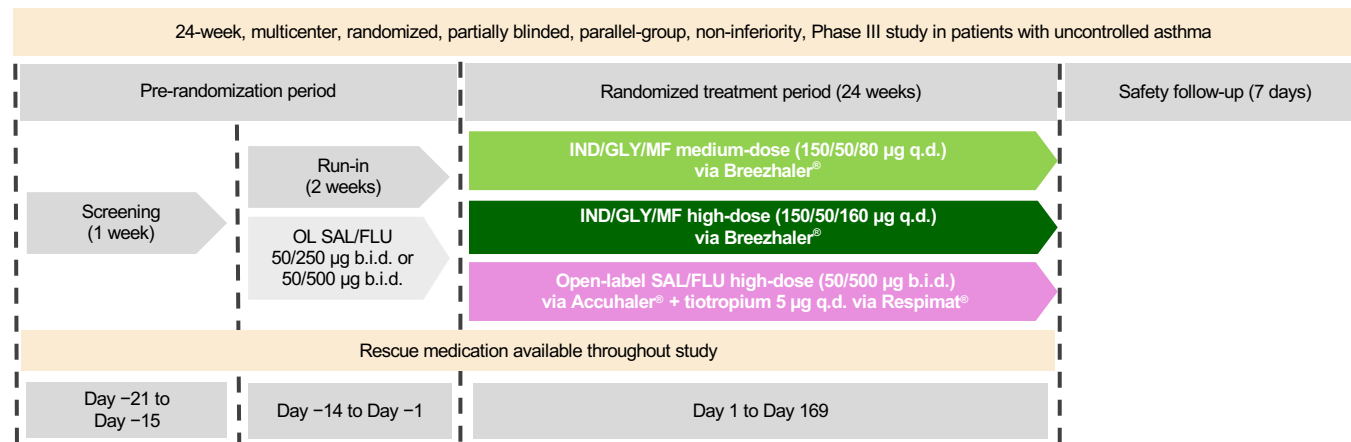 24-week, multicenter, randomized, partially blinded, parallel-group, non-inferiority, Phase III study in patients with uncontrolled asthma
Pre-randomization period
Randomized treatment period (24 weeks)
Safety follow-up (7 days)
Screening
(1 week)
Run-in
(2 weeks)
OL SAL/FLU
50/250 µg b.i.d. or
50/500 µg b.i.d.
IND/GLY/MF medium-dose (150/50/80 µg q.d.)
via Breezhaler®
IND/GLY/MF high-dose (150/50/160 µg q.d.)
via Breezhaler®
Open-label SAL/FLU high-dose (50/500 µg b.i.d.)
via Accuhaler® + tiotropium 5 µg q.d. via Respimat®
Rescue medication available throughout study
Day −21 to
Day −15
Day −14 to Day −1
Day 1 to Day 169